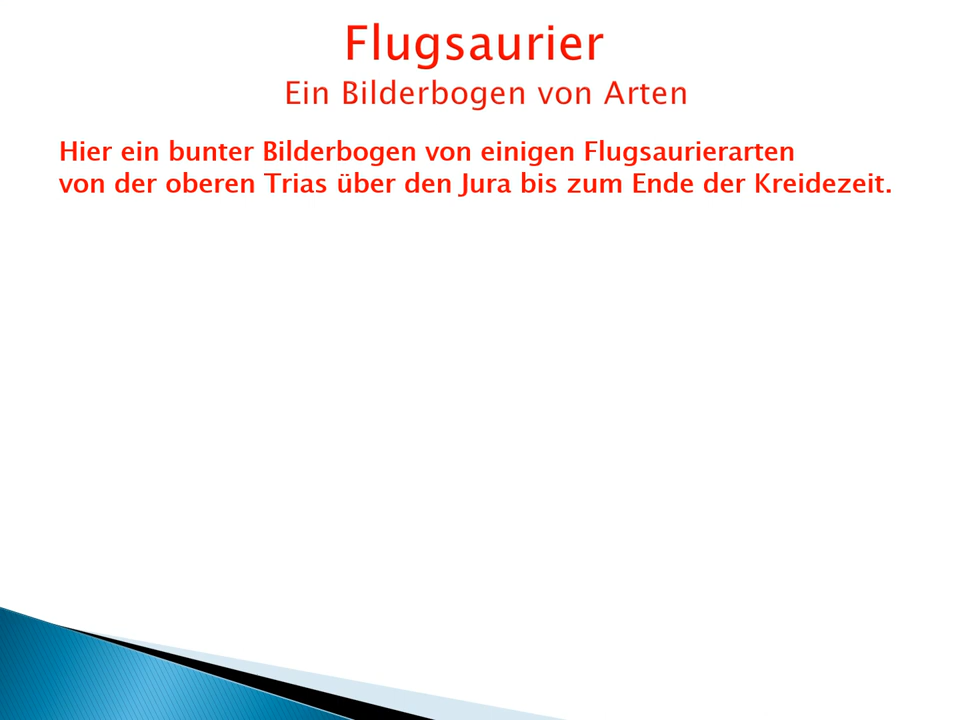 Flugsaurier
Ein Bilderbogen von Arten
Hier ein bunter Bilderbogen von einigen Flugsaurierarten
von der oberen Trias über den Jura bis zum Ende der Kreidezeit.